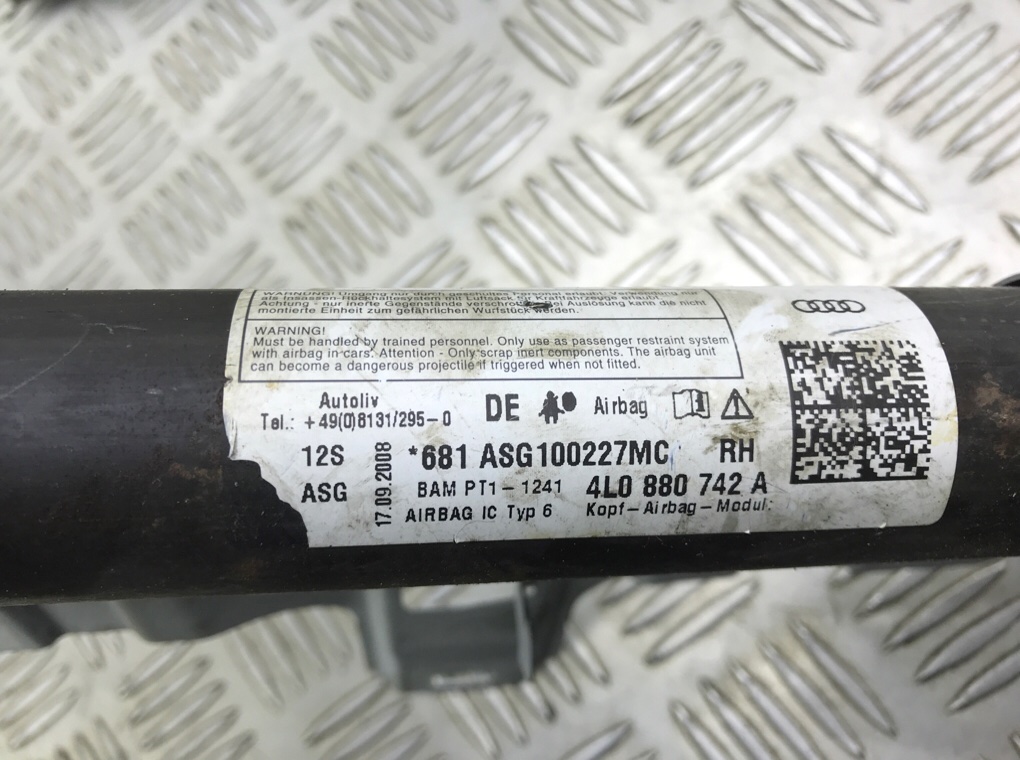 WARNUNG! Umgang nur durch geschultes Personal erlaubt. Verwendung nur
als Insassen-Rückhaltesystem mit Luftsack für Kraftfahrzeuge erlaubt.
Achtung - nur inerte Gegenstände Auslösung kann die nicht
montierte Einheit zum gefährlichen Wurfstück werden.
WARNING!
Must be handled by trained personnel. Only use as passenger restraint system
with airbag in cars. Attention - Only scrap inert components. The airbag unit
can become a dangerous projectile if triggered when not fitted.
Autoliv
Tel.: +49(0)8131/295-0
DE Airbag
12S *681 ASG100227MC RH
ASG 17.09.2008 BAM PT1-1241 4L0 880 742 A
AIRBAG IC Typ 6 Kopf-Airbag-Modul